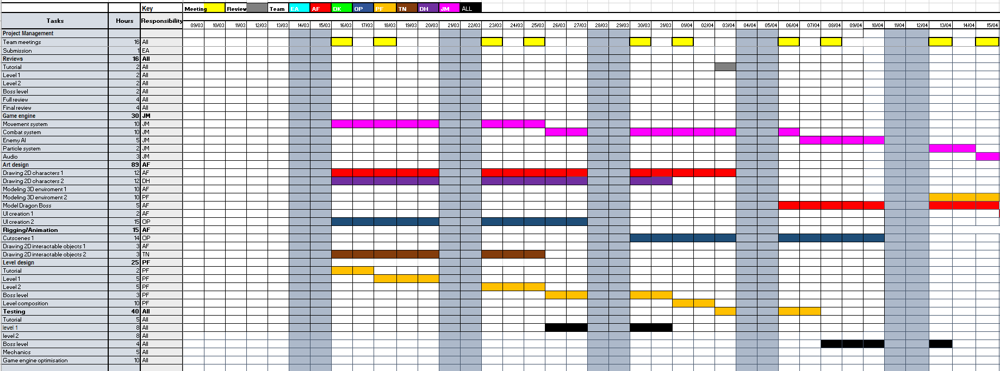 Key Meeting Review Team EA AF DK OP PF TN DH JM ALL
Tasks Hours Responsibility 09/03 10/03 11/03 12/03 13/03 14/03 15/03 16/03 17/03 18/03 19/03 20/03 21/03 22/03 23/03 24/03 25/03 26/03 27/03 28/03 29/03 30/03 31/03 01/04 02/04 03/04 04/04 05/04 06/04 07/04 08/04 09/04 10/04 11/04 12/04 13/04 14/04 15/04
Project Management
Team meetings 16 All
Submission 1 EA
Reviews 16 All
Tutorial 2 All
Level 1 2 All
Level 2 2 All
Boss level 2 All
Full review 4 All
Final review 4 All
Game engine 30 JM
Movement system 10 JM
Combat system 10 JM
Enemy AI 5 JM
Particle system 2 JM
Audio 3 JM
Art design 89 AF
Drawing 2D characters 1 12 AF
Drawing 2D characters 2 12 DH
Modeling 3D enviroment 1 10 AF
Modeling 3D enviroment 2 10 PF
Model Dragon Boss 5 AF
UI creation 1 2 AF
UI creation 2 15 OP
Rigging/Animation 15 AF
Cutscenes 1 14 OP
Drawing 2D interactable objects 1 3 AF
Drawing 2D interactable objects 2 3 TN
Level design 25 PF
Tutorial 2 PF
Level 1 5 PF
Level 2 5 PF
Boss level 3 PF
Level composition 10 PF
Testing 40 All
Tutorial 5 All
level 1 8 All
level 2 8 All
Boss level 4 All
Mechanics 5 All
Game engine optimisation 10 All